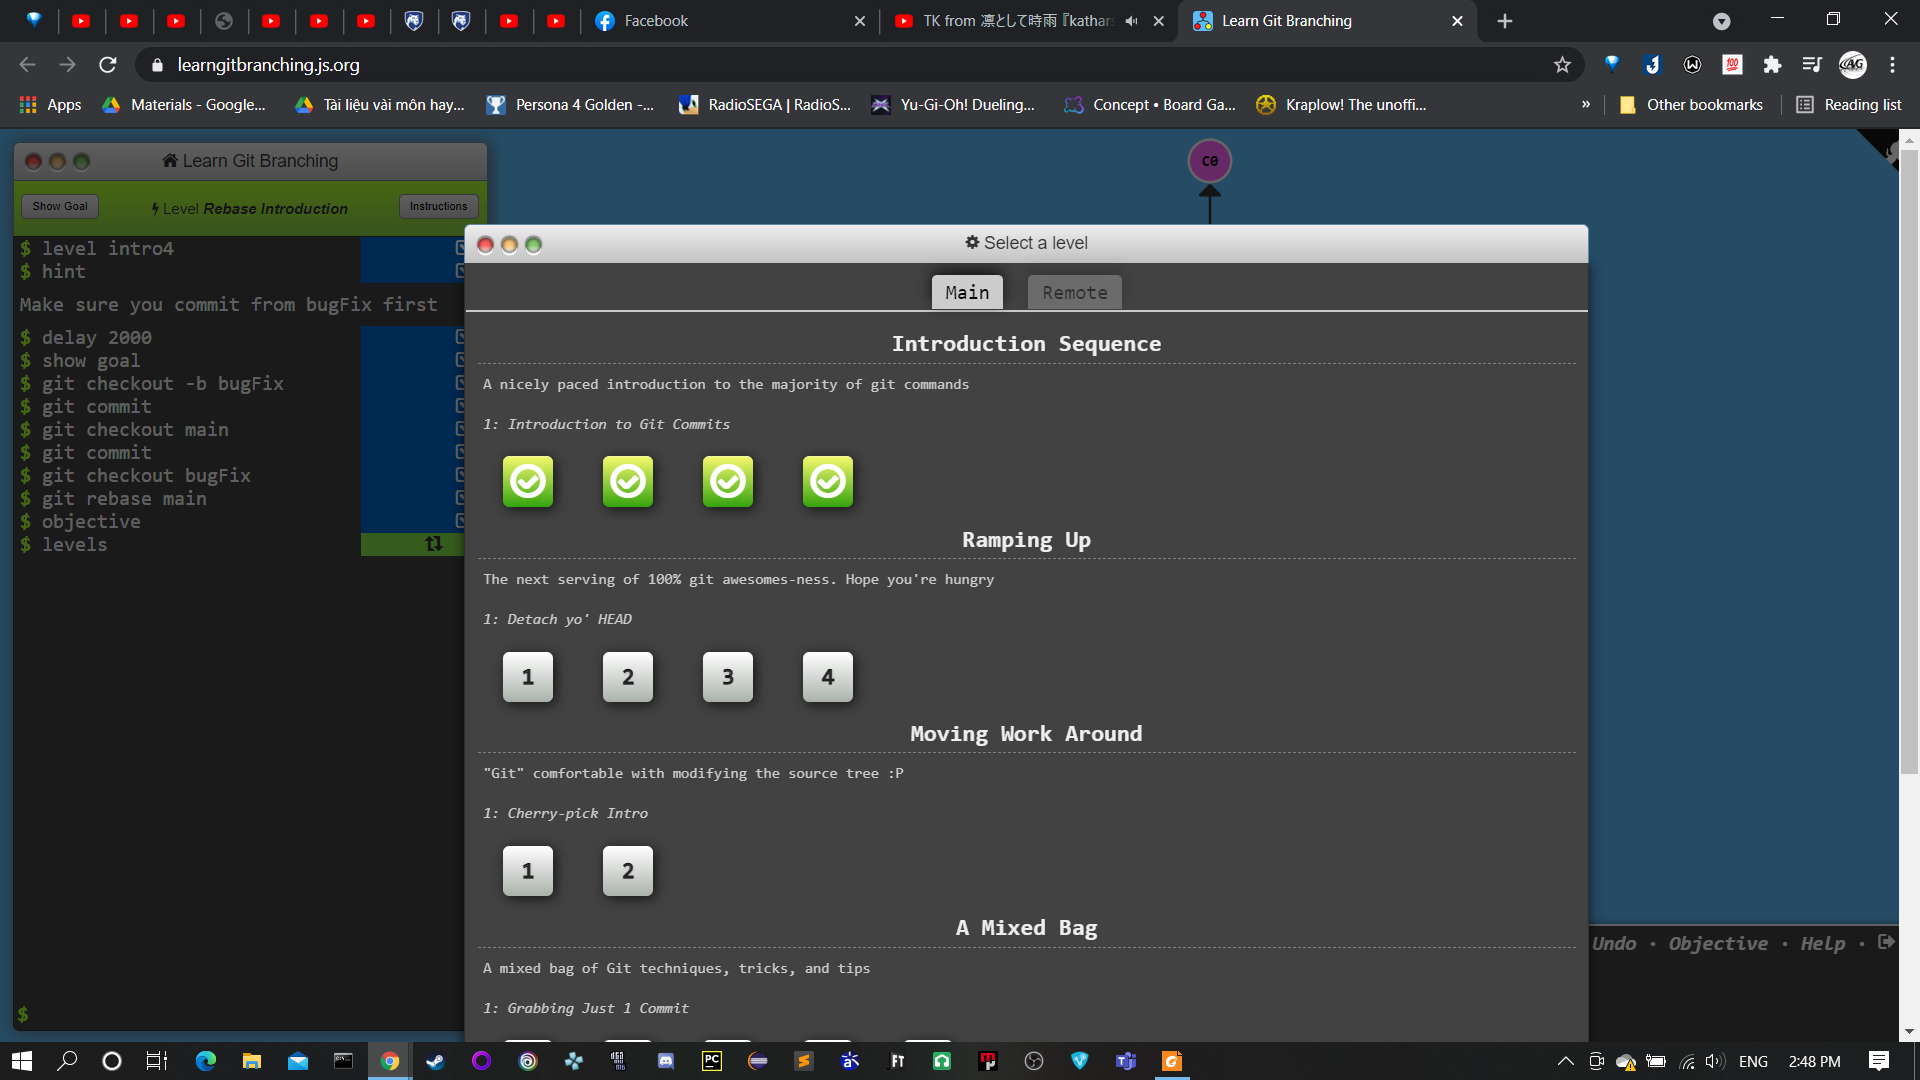 Facebook
TK from 凛として時雨 『kathars
Learn Git Branching
learngitbranching.js.org
Apps
Materials - Google...
Tài liệu vài môn hay...
Persona 4 Golden -...
RadioSEGA | RadioS...
Yu-Gi-Oh! Dueling...
Concept • Board Ga...
Kraplow! The unoffi...
»
Other bookmarks
Reading list
Learn Git Branching
Show Goal
Level Rebase Introduction
Instructions
$ level intro4
$ hint
Make sure you commit from bugFix first
$ delay 2000
$ show goal
$ git checkout -b bugFix
$ git commit
$ git checkout main
$ git commit
$ git checkout bugFix
$ git rebase main
$ objective
$ levels
$
C0
Select a level
Main
Remote
Introduction Sequence
A nicely paced introduction to the majority of git commands
1: Introduction to Git Commits
Ramping Up
The next serving of 100% git awesomes-ness. Hope you're hungry
1: Detach yo' HEAD
1 2 3 4
Moving Work Around
"Git" comfortable with modifying the source tree :P
1: Cherry-pick Intro
1 2
A Mixed Bag
A mixed bag of Git techniques, tricks, and tips
1: Grabbing Just 1 Commit
Undo • Objective • Help •
PC
FT
ENG
2:48 PM